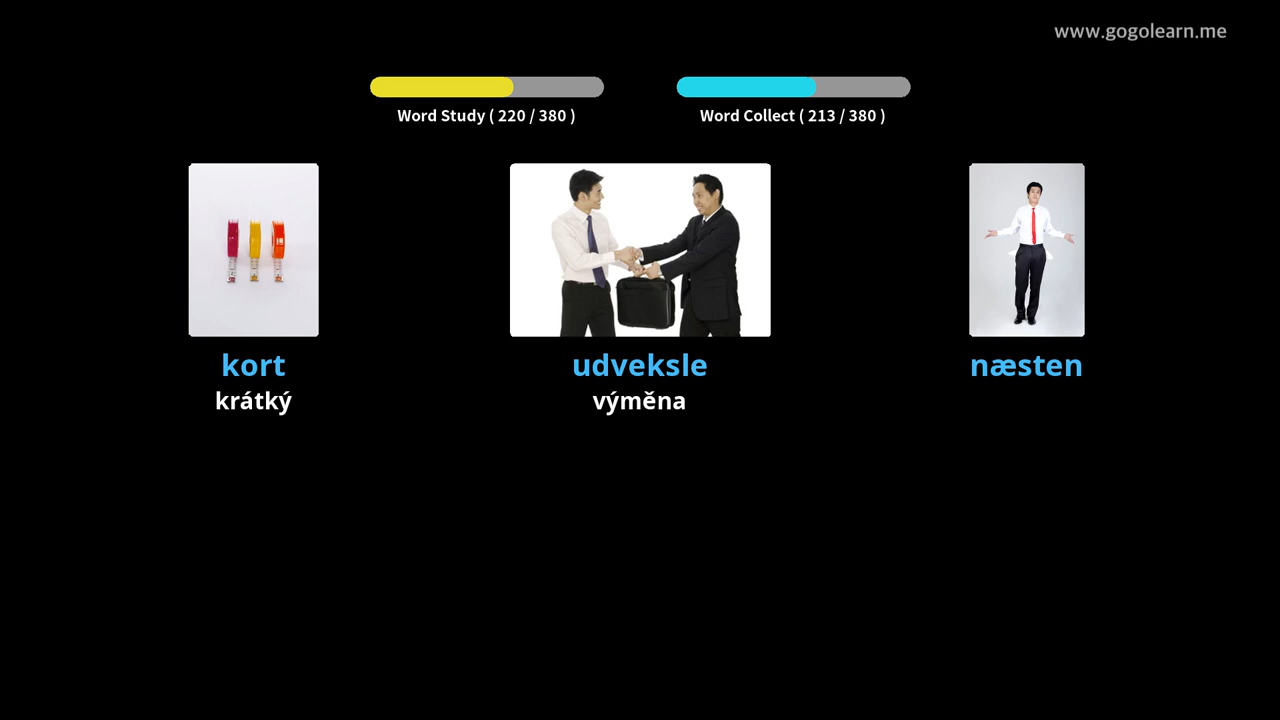 www.gogolearn.me
Word Study ( 220 / 380 )
Word Collect ( 213 / 380 )
kort
krátký
udveksle
výměna
næsten